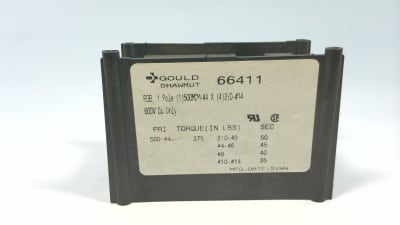 GOULD 66411
SHAWMUT
PDB, 1 Pole (1)500MCM-#4 X (4)2/0-#14
600V Cu Only
PRI TORQUE(IN LBS) SEC
500-#4 375 2/0-#3 50
#4-#6 45
#8 40
#10-#14 35
MFG.DATE